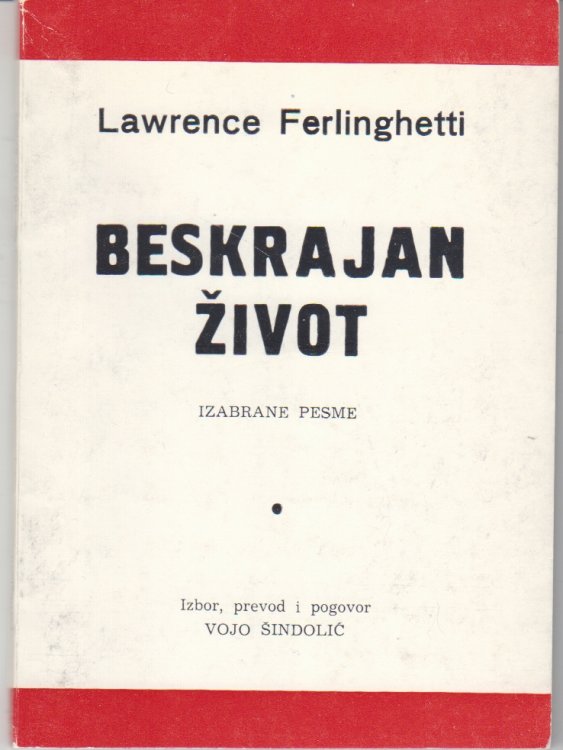 Lawrence Ferlinghetti
BESKRAJAN
ŽIVOT
IZABRANE PESME
Izbor, prevod i pogovor
VOJO ŠINDOLIĆ